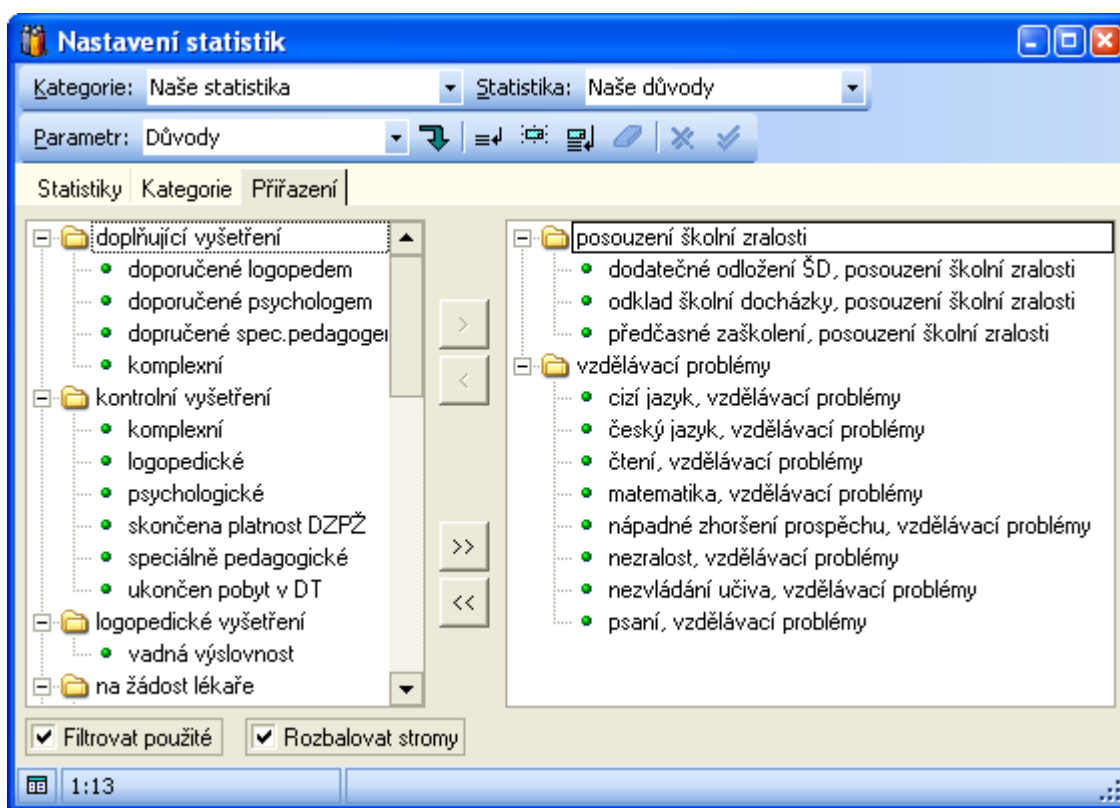 Nastavení statistik
Kategorie: Naše statistika Statistika: Naše důvody
Parametr: Důvody
Statistiky Kategorie Přiřazení
doplňující vyšetření
doporučené logopedem
doporučené psychologem
dopručené spec.pedagogem
komplexní
kontrolní vyšetření
komplexní
logopedické
psychologické
skončena platnost DZPŽ
speciálně pedagogické
ukončen pobyt v DT
logopedické vyšetření
vadná výslovnost
na žádost lékaře
>
<
>>
<<
posouzení školní zralosti
dodatečné odložení ŠD, posouzení školní zralosti
odklad školní docházky, posouzení školní zralosti
předčasné zaškolení, posouzení školní zralosti
vzdělávací problémy
cizí jazyk, vzdělávací problémy
český jazyk, vzdělávací problémy
čtení, vzdělávací problémy
matematika, vzdělávací problémy
nápadné zhoršení prospěchu, vzdělávací problémy
nezralost, vzdělávací problémy
nezvládání učiva, vzdělávací problémy
psaní, vzdělávací problémy
Filtrovat použité Rozbalovat stromy
1:13